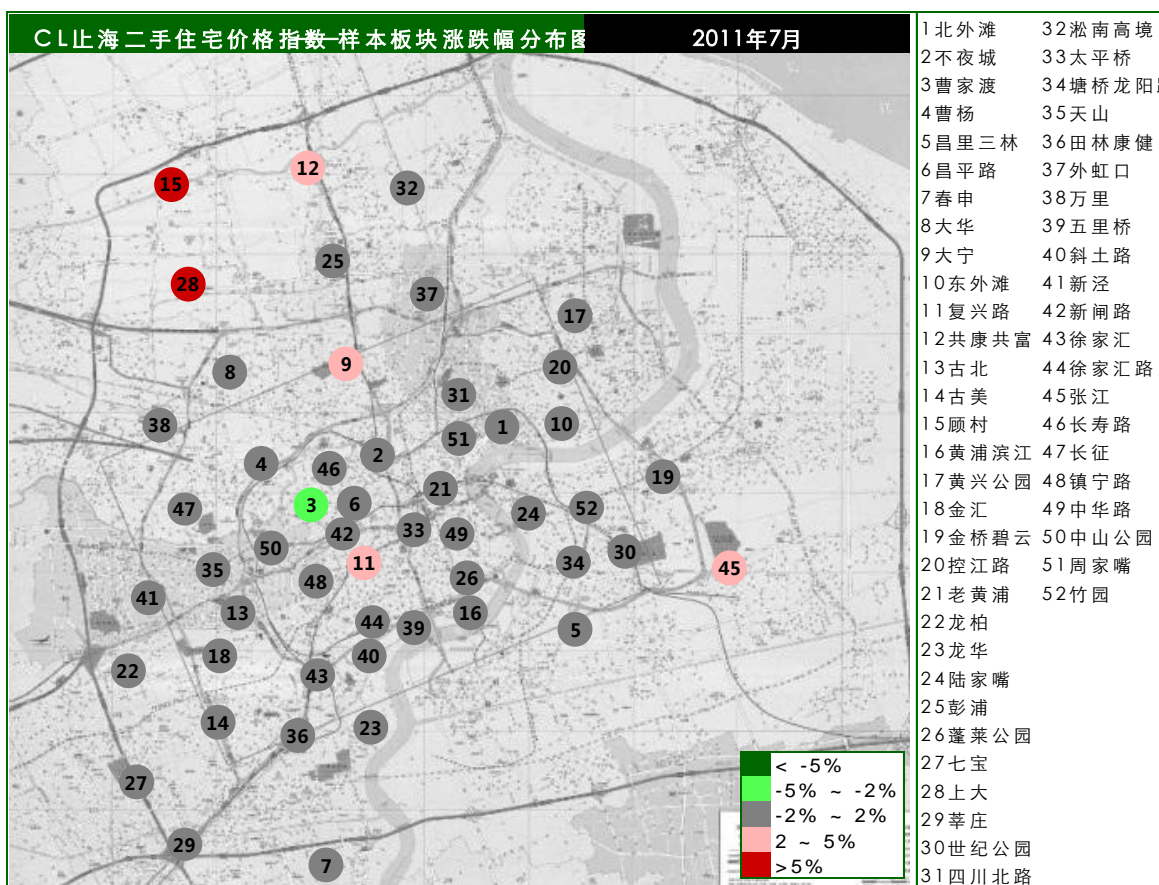 CL上海二手住宅价格指数-样本板块涨跌幅分布图
2011年7月
12
15
32
25
28
37
17
9
20
8
31
38
1
10
51
2
4
46
19
21
3
6
47
52
24
33
42
49
50
30
11
34
45
35
48
26
41
13
16
44
39
5
18
40
22
43
14
23
36
27
29
7
< -5%
-5% ~ -2%
-2% ~ 2%
2 ~ 5%
>5%
1北外滩
2不夜城
3曹家渡
4曹杨
5昌里三林
6昌平路
7春申
8大华
9大宁
10东外滩
11复兴路
12共康共富
13古北
14古美
15顾村
16黄浦滨江
17黄兴公园
18金汇
19金桥碧云
20控江路
21老黄浦
22龙柏
23龙华
24陆家嘴
25彭浦
26蓬莱公园
27七宝
28上大
29莘庄
30世纪公园
31四川北路
32淞南高境
33太平桥
34塘桥龙阳路
35天山
36田林康健
37外虹口
38万里
39五里桥
40斜土路
41新泾
42新闸路
43徐家汇
44徐家汇路
45张江
46长寿路
47长征
48镇宁路
49中华路
50中山公园
51周家嘴
52竹园